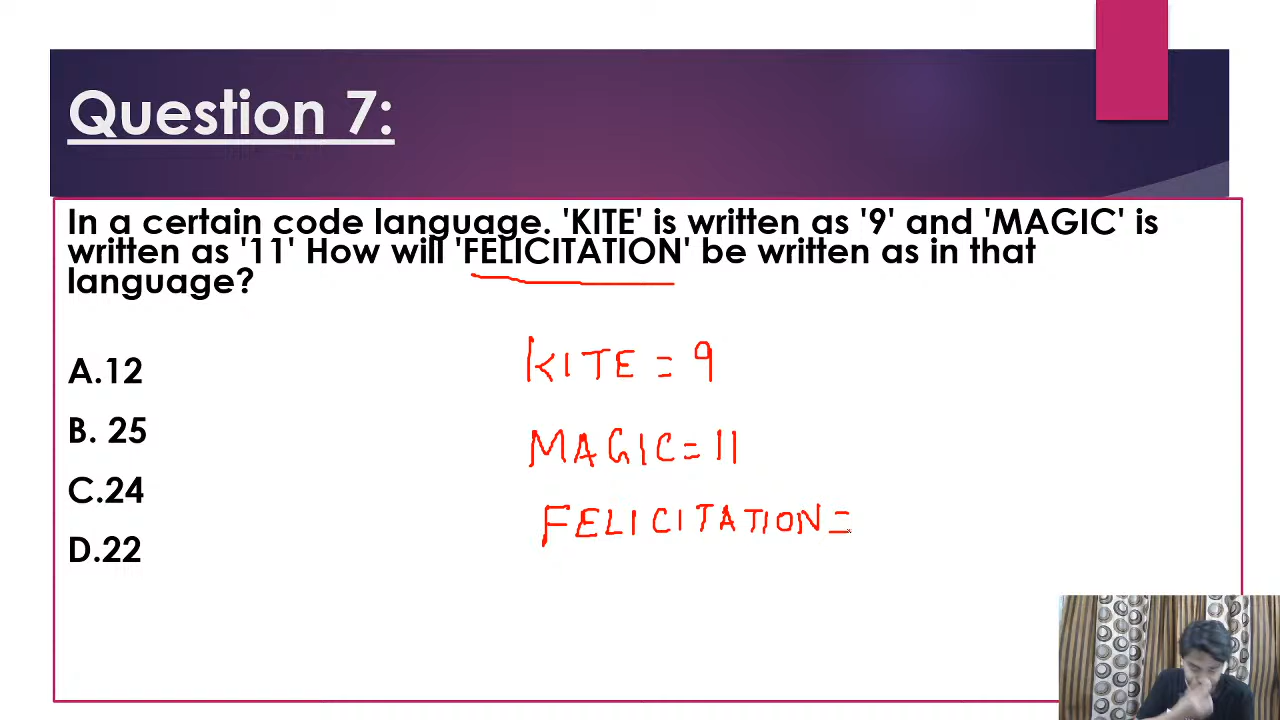 Question 7:
In a certain code language. 'KITE' is written as '9' and 'MAGIC' is
written as '11' How will 'FELICITATION' be written as in that
language?
A.12
B. 25
C.24
D.22
KITE = 9
MAGIC = 11
FELICITATION =